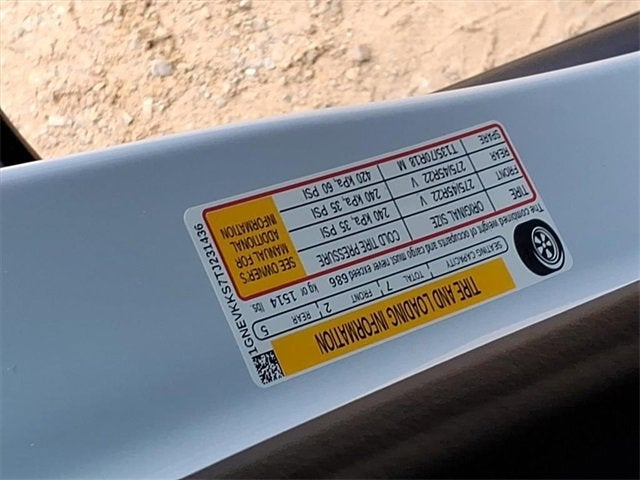 TIRE AND LOADING INFORMATION
SEATING CAPACITY TOTAL 7 FRONT 2 REAR 5
The combined weight of occupants and cargo must never exceed 686 kg or 1514 lbs
TIRE ORIGINAL SIZE COLD TIRE PRESSURE
FRONT 275/45R22 V 240 kPa, 35 PSI
REAR 275/45R22 V 240 kPa, 35 PSI
SPARE T135/70R18 M 420 kPa, 60 PSI
SEE OWNER'S
MANUAL FOR
ADDITIONAL
INFORMATION
1GNEVKKS7TJ231436